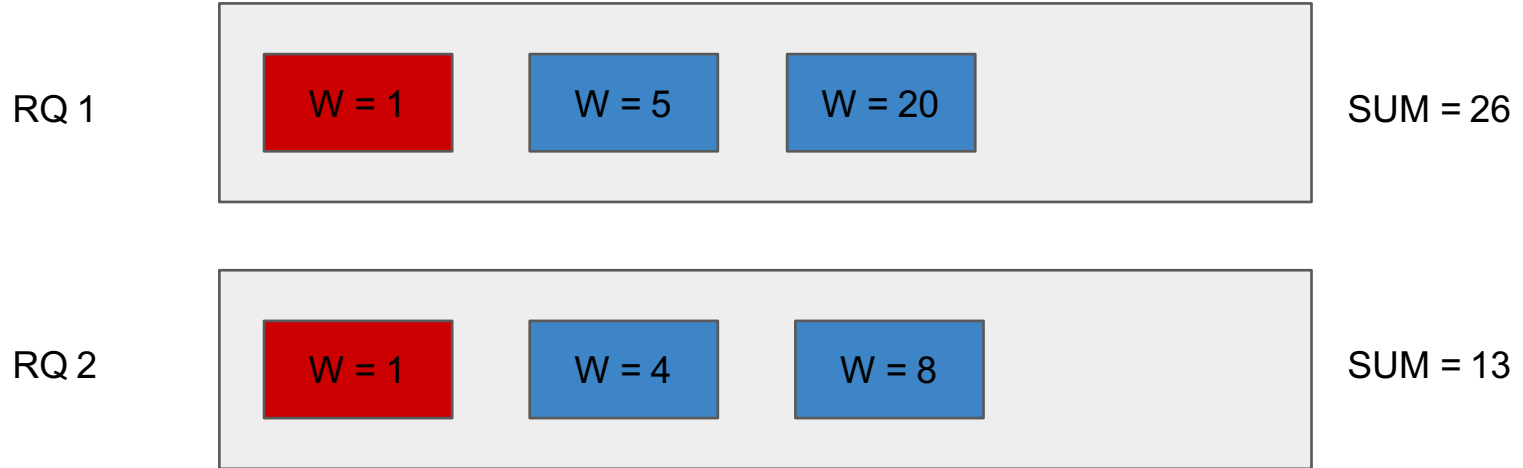 RQ 1 W = 1 W = 5 W = 20 SUM = 26
RQ 2 W = 1 W = 4 W = 8 SUM = 13